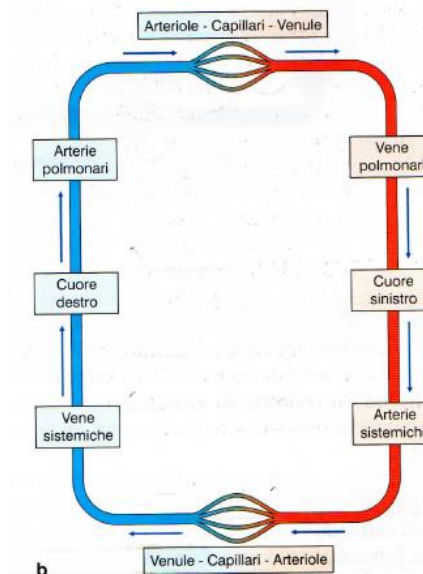 Arteriole - Capillari - Venule
Arterie
polmonari
Vene
polmonari
Cuore
destro
Cuore
sinistro
Vene
sistemiche
Arterie
sistemiche
Venule - Capillari - Arteriole
b